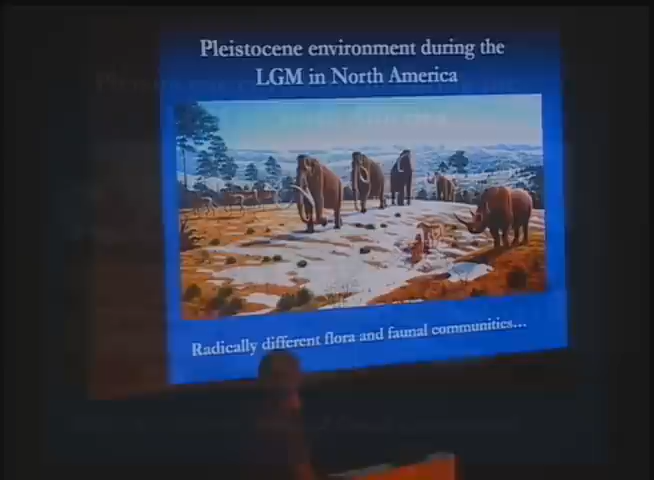 Pleistocene environment during the
LGM in North America
Radically different flora and faunal communities...